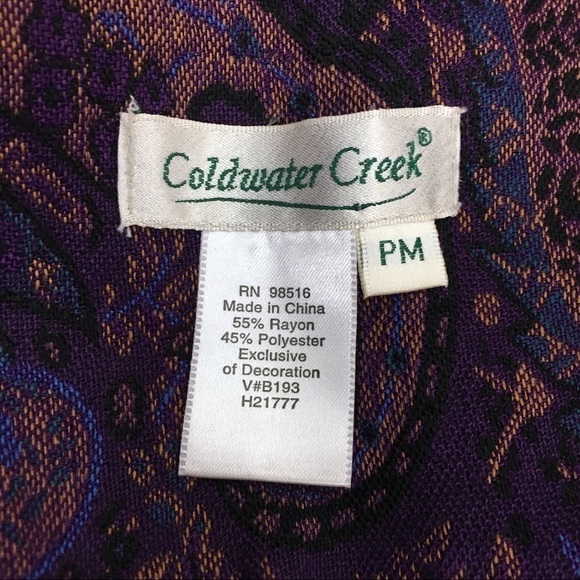 Coldwater Creek®
PM
RN 98516
Made in China
55% Rayon
45% Polyester
Exclusive
of Decoration
V#B193
H21777